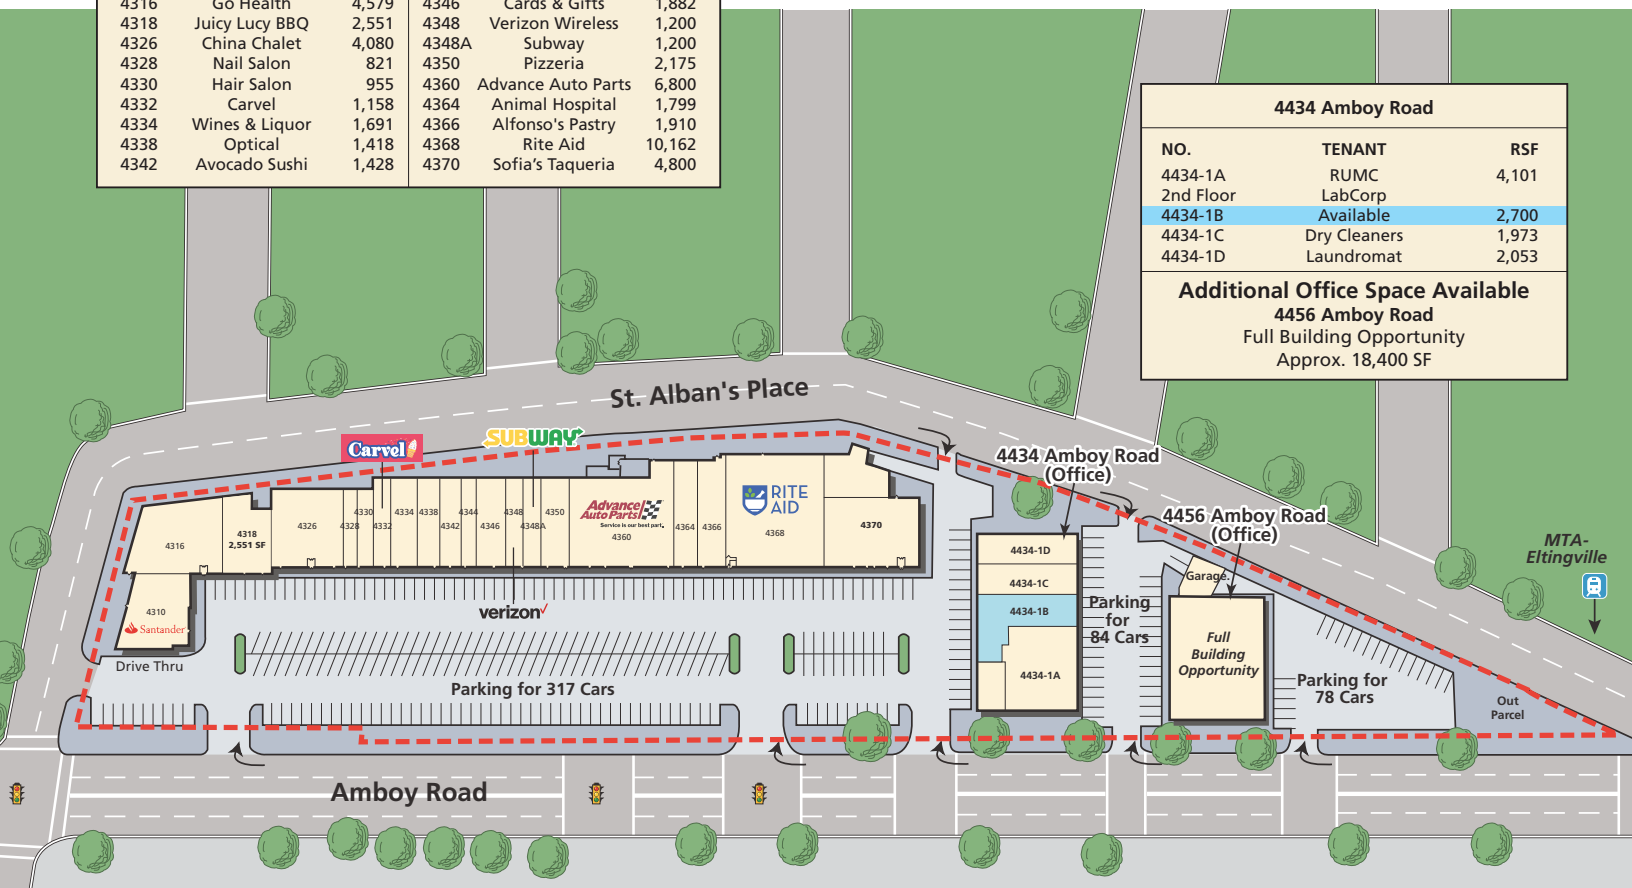 4316 Go Health 4,579 4346 Cards & Gifts 1,882
4318 Juicy Lucy BBQ 2,551 4348 Verizon Wireless 1,200
4326 China Chalet 4,080 4348A Subway 1,200
4328 Nail Salon 821 4350 Pizzeria 2,175
4330 Hair Salon 955 4360 Advance Auto Parts 6,800
4332 Carvel 1,158 4364 Animal Hospital 1,799
4334 Wines & Liquor 1,691 4366 Alfonso's Pastry 1,910
4338 Optical 1,418 4368 Rite Aid 10,162
4342 Avocado Sushi 1,428 4370 Sofia’s Taqueria 4,800
4434 Amboy Road
NO. TENANT RSF
4434-1A RUMC 4,101
2nd Floor LabCorp
4434-1B Available 2,700
4434-1C Dry Cleaners 1,973
4434-1D Laundromat 2,053
Additional Office Space Available
4456 Amboy Road
Full Building Opportunity
Approx. 18,400 SF
St. Alban's Place
Carvel
SUBWAY
4434 Amboy Road
(Office)
4456 Amboy Road
(Office)
MTA-
Eltingville
4316
4318
2,551 SF
4326
4328
4330
4332
4334
4338
4342
4344
4346
4348
4348A
4350
Advance
Auto Parts
Service is our best part.
4360
4364
4366
RITE
AID
4368
4370
4310
Santander
Drive Thru
verizon
Parking for 317 Cars
4434-1D
4434-1C
4434-1B
4434-1A
Parking
for
84 Cars
Garage.
Full
Building
Opportunity
Parking for
78 Cars
Out
Parcel
Amboy Road